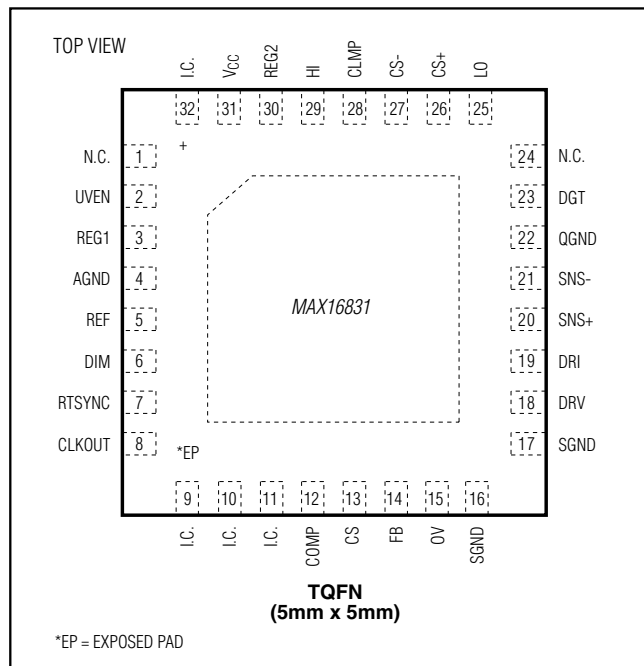 TOP VIEW
I.C. VCC REG2 HI CLMP CS- CS+ LO
32 31 30 29 28 27 26 25
+
N.C. 1 24 N.C.
UVEN 2 23 DGT
REG1 3 22 QGND
AGND 4 21 SNS-
MAX16831
REF 5 20 SNS+
DIM 6 19 DRI
RTSYNC 7 18 DRV
CLKOUT 8 17 SGND
*EP
9 10 11 12 13 14 15 16
I.C. I.C. I.C. COMP CS FB OV SGND
TQFN
(5mm x 5mm)
*EP = EXPOSED PAD